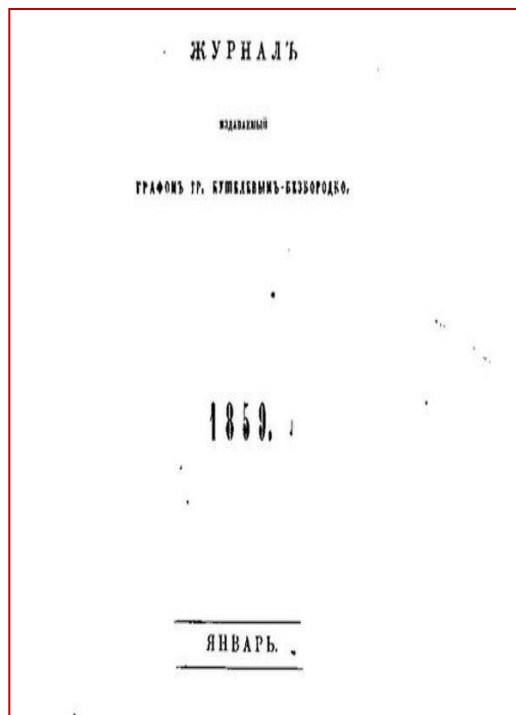 ЖУРНАЛЪ
ИЗДАВАЕМЫЙ
ГРАФОМЪ ГР. КУШЕЛЕВЫМЪ-БЕЗБОРОДКО.
1859.
ЯНВАРЬ.